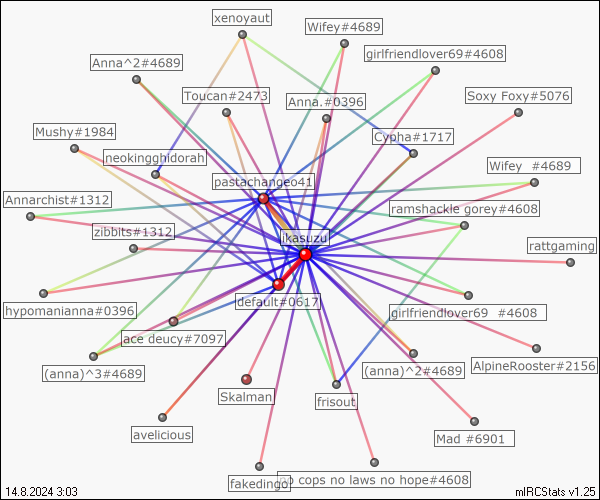 xenoyaut
Wifey#4689
girlfriendlover69#4608
Anna^2#4689
Toucan#2473
Anna.#0396
Soxy Foxy#5076
Mushy#1984
Cypha#1717
neokingghidorah
Wifey #4689
pastachangeo41
Annarchist#1312
ramshackle gorey#4608
zibbits#1312
ikasuzu
rattgaming
default#0617
hypomanianna#0396
girlfriendlover69 #4608
ace deucy#7097
(anna)^3#4689
(anna)^2#4689
AlpineRooster#2156
Skalman
frisout
avelicious
Mad #6901
fakedingo
cops no laws no hope#4608
14.8.2024 3:03
mIRCStats v1.25